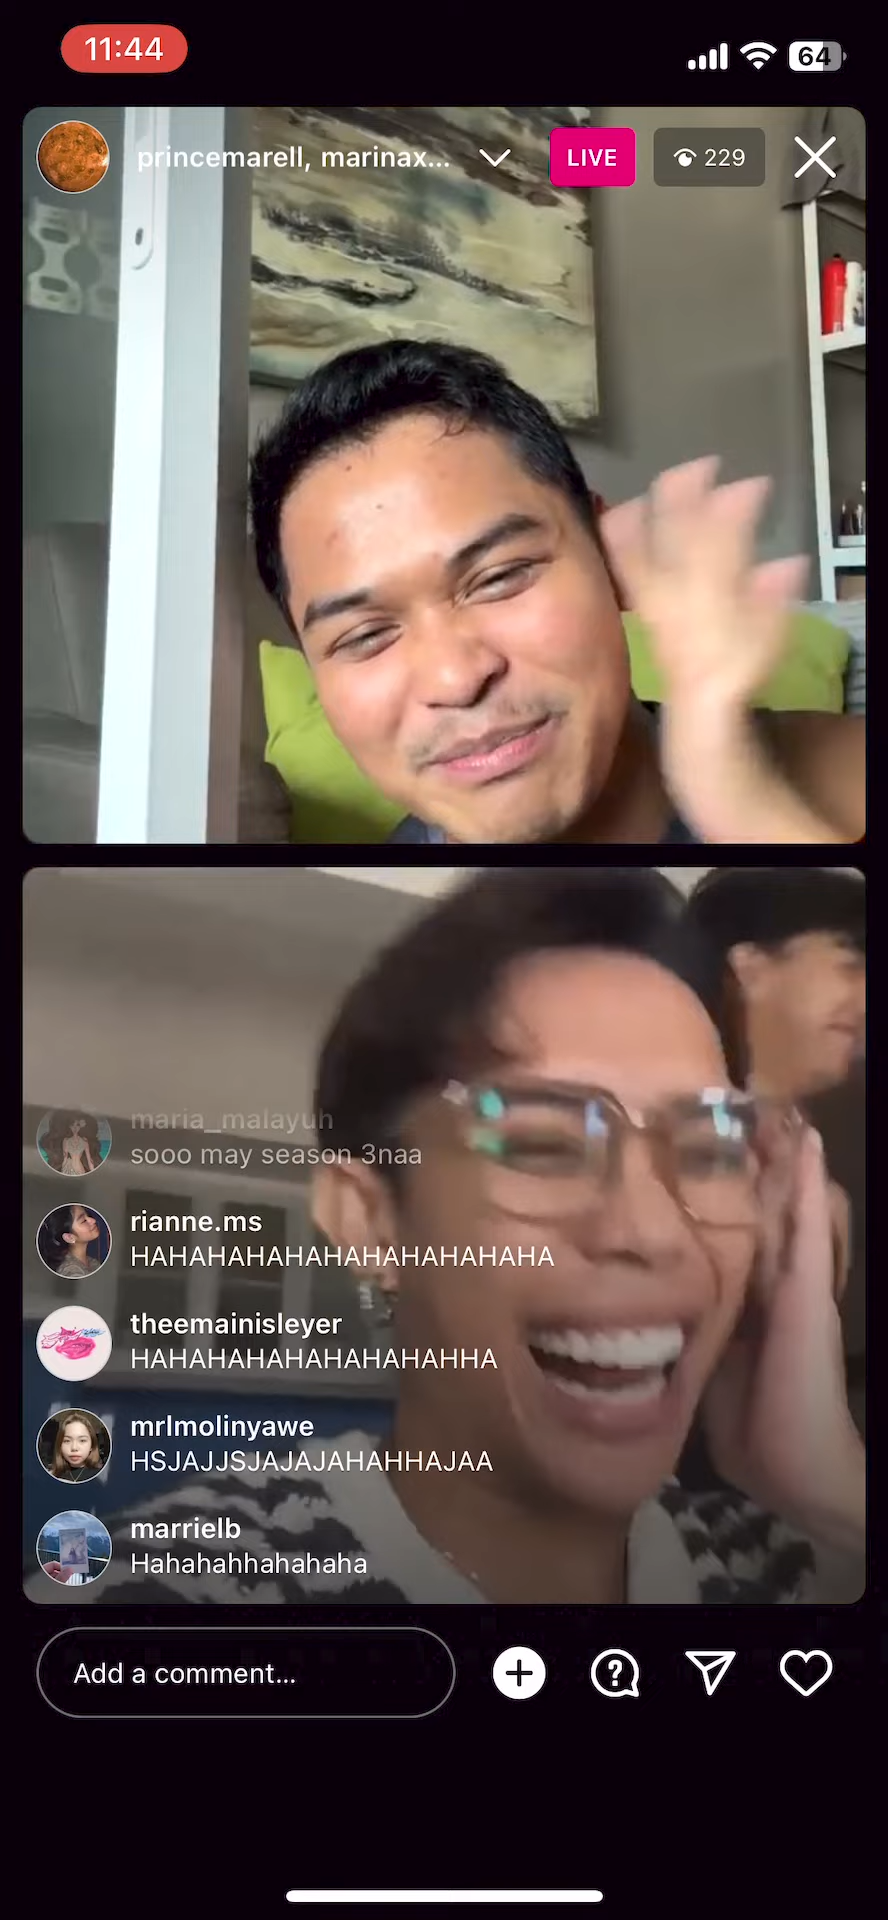 11:44
64
princemarell, marinax...
LIVE
229
maria_malayuh
sooo may season 3naa
rianne.ms
HAHAHAHAHAHAHAHAHAHAHA
theemainisleyer
HAHAHAHAHAHAHAHAHAHHA
mrlmolinyawe
HSJAJJSJAJAJAHAHHAJAA
marrielb
Hahahahhahahaha
Add a comment...